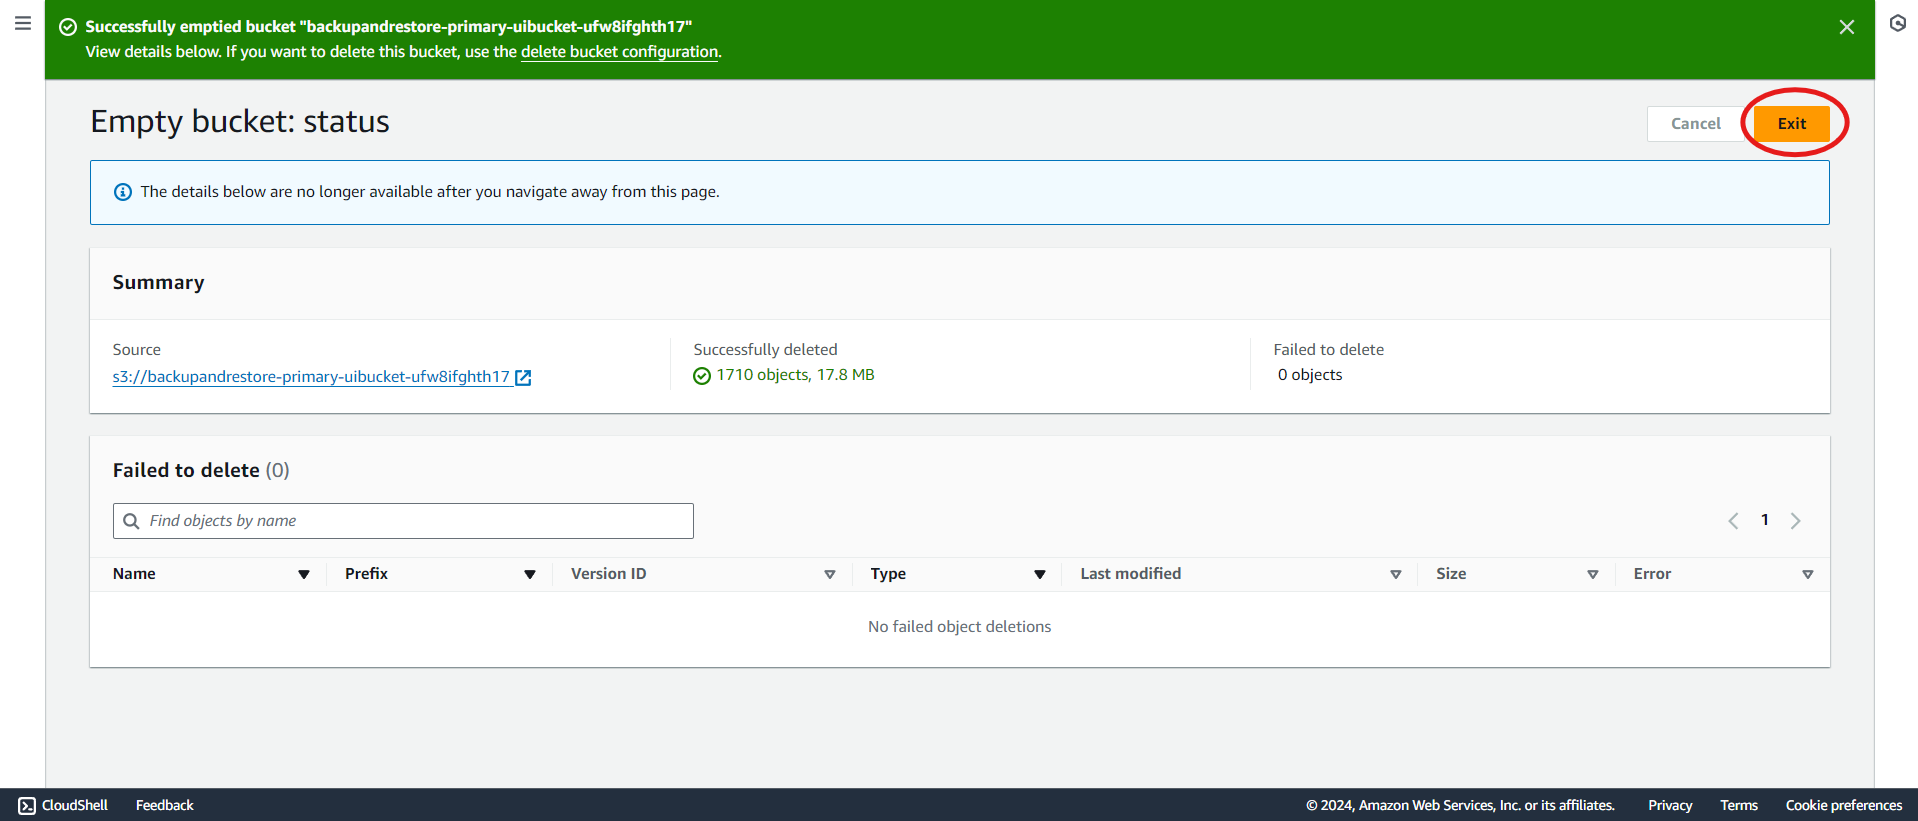 Successfully emptied bucket "backupandrestore-primary-uibucket-ufw8ifghth17"
View details below. If you want to delete this bucket, use the delete bucket configuration.
Empty bucket: status
Cancel
Exit
The details below are no longer available after you navigate away from this page.
Summary
Source
s3://backupandrestore-primary-uibucket-ufw8ifghth17
Successfully deleted
1710 objects, 17.8 MB
Failed to delete
0 objects
Failed to delete (0)
Find objects by name
1
Name Prefix Version ID Type Last modified Size Error
No failed object deletions
CloudShell Feedback © 2024, Amazon Web Services, Inc. or its affiliates. Privacy Terms Cookie preferences